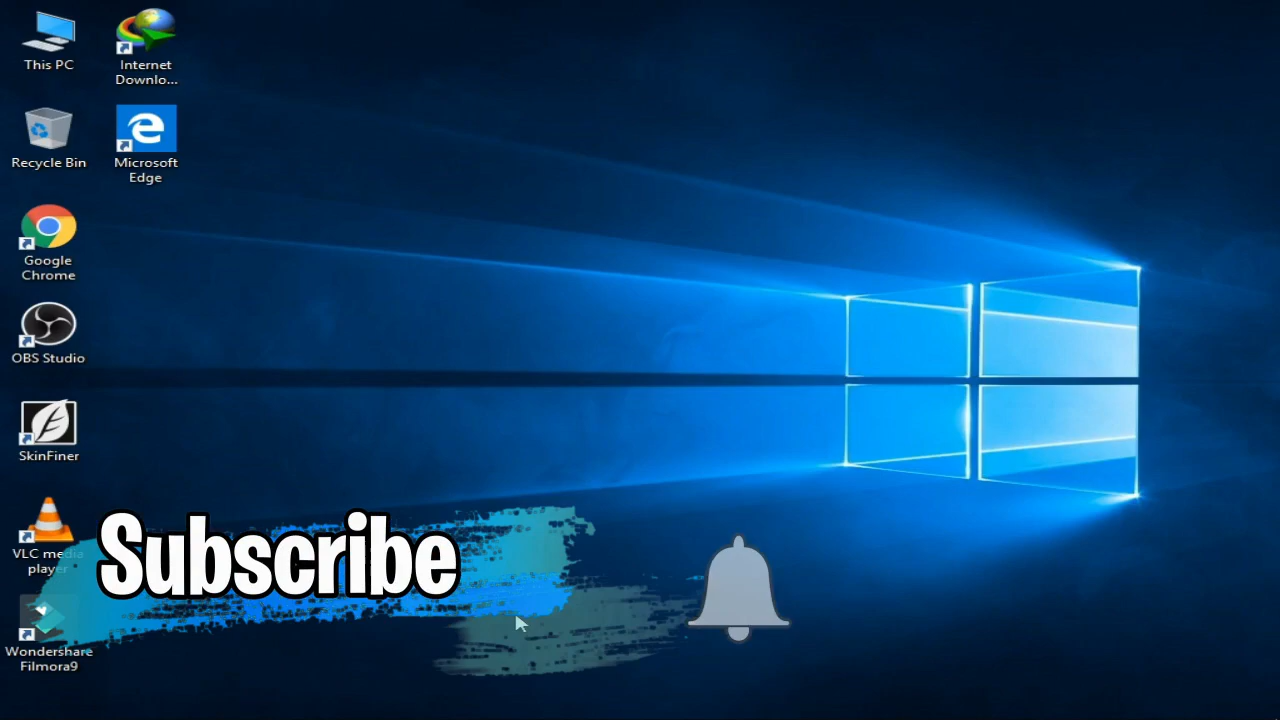 This PC
Internet
Downlo...
Recycle Bin
Microsoft
Edge
Google
Chrome
OBS Studio
SkinFiner
VLC media
player
Subscribe
Wondershare
Filmora9